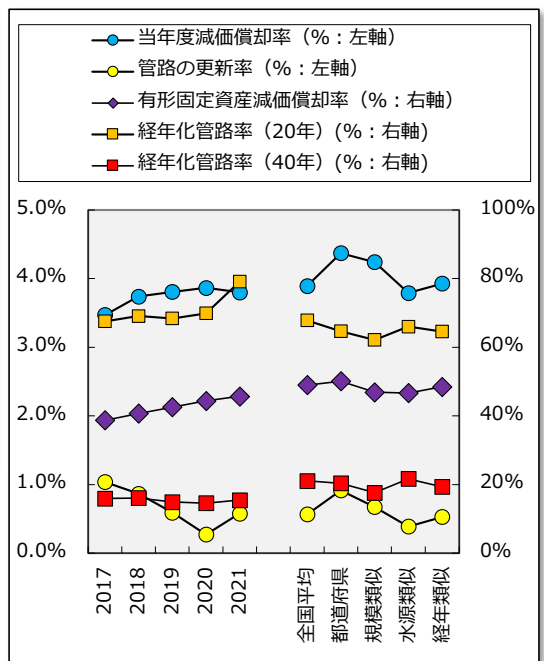 当年度減価償却率（%：左軸）
管路の更新率（%：左軸）
有形固定資産減価償却率（%：右軸）
経年化管路率（20年）(%：右軸)
経年化管路率（40年）(%：右軸)
5.0%
4.0%
3.0%
2.0%
1.0%
0.0%
100%
80%
60%
40%
20%
0%
2017
2018
2019
2020
2021
全国平均
都道府県
規模類似
水源類似
経年類似